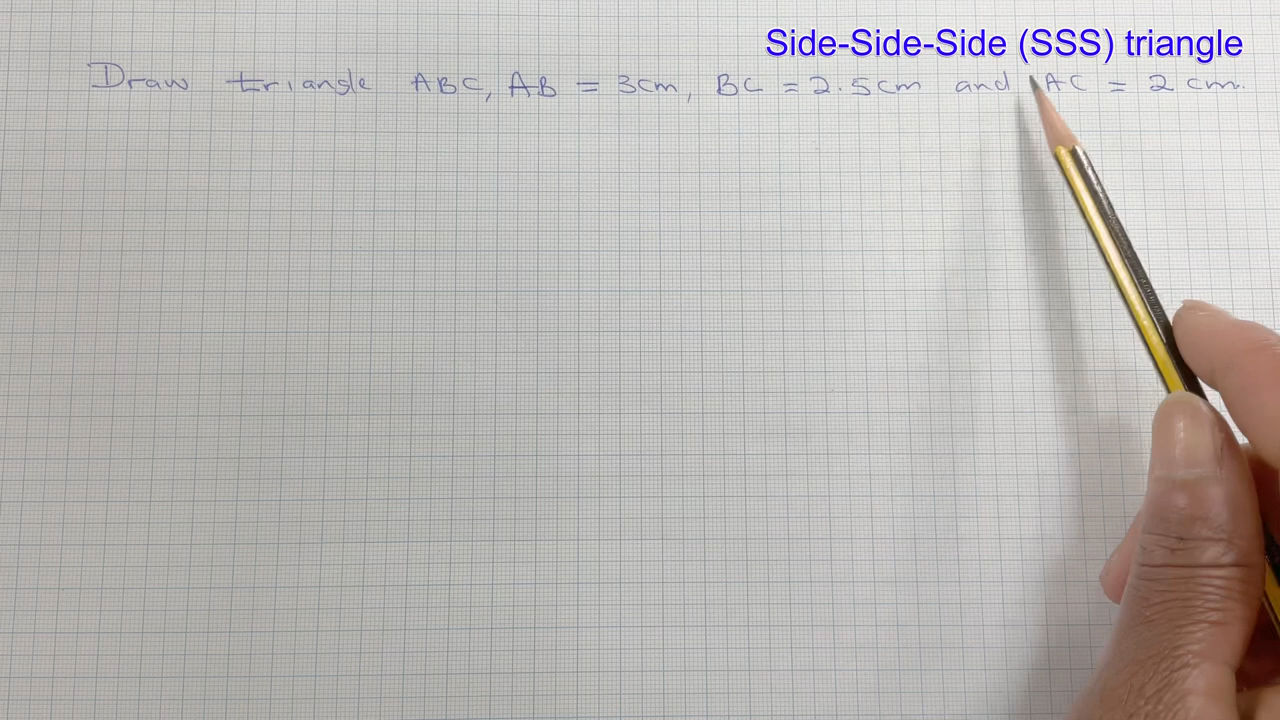 Side-Side-Side (SSS) triangle
Draw triangle ABC, AB = 3cm, BC = 2.5cm and AC = 2 cm.